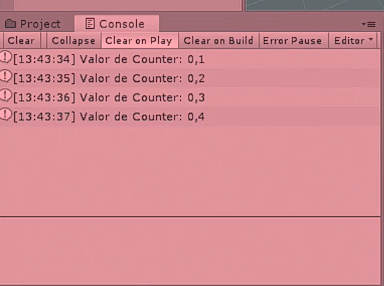 Project Console
Clear Collapse Clear on Play Clear on Build Error Pause Editor
[13:43:34] Valor de Counter: 0,1
[13:43:35] Valor de Counter: 0,2
[13:43:36] Valor de Counter: 0,3
[13:43:37] Valor de Counter: 0,4